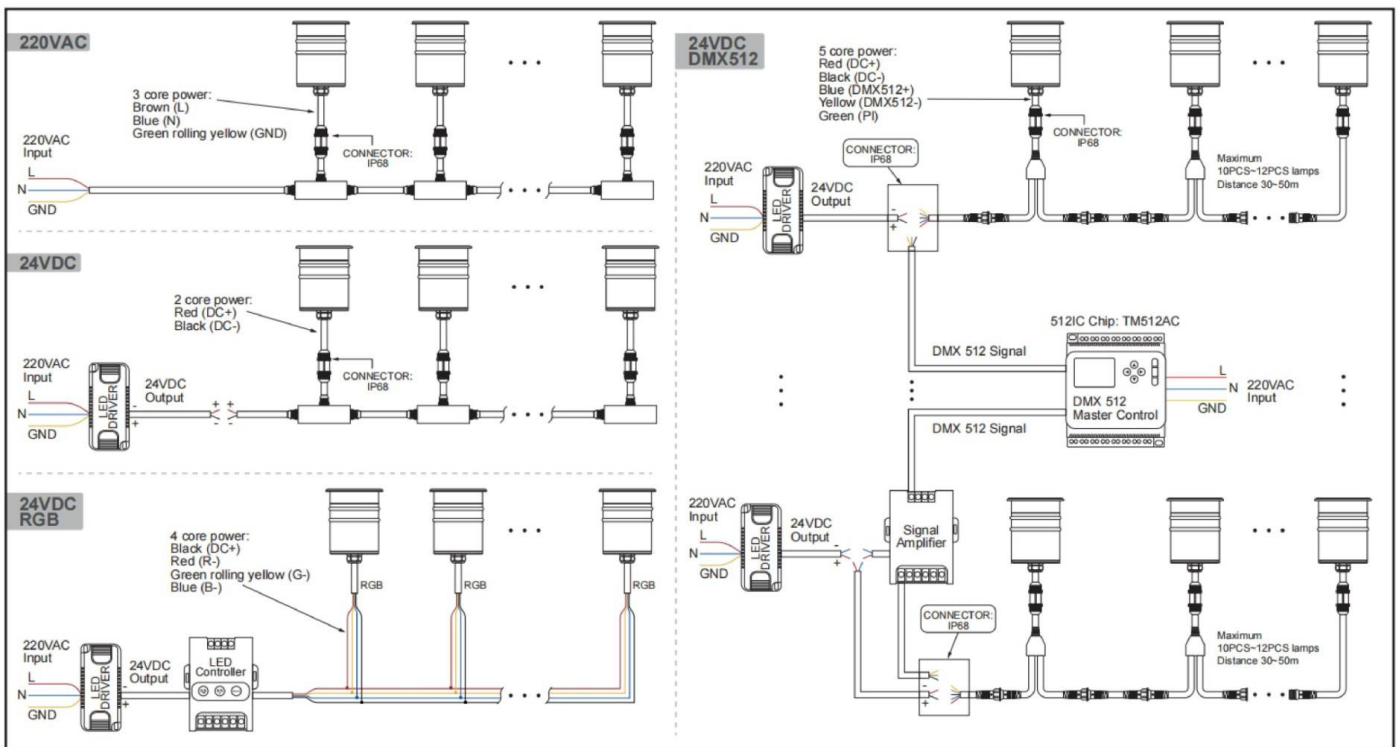 220VAC
3 core power:
Brown (L)
Blue (N)
Green rolling yellow (GND)
220VAC
Input
L
N
GND
CONNECTOR:
IP68
24VDC
2 core power:
Red (DC+)
Black (DC-)
220VAC
Input
L
N
GND
LED
DRIVER
24VDC
Output
-
+
+
-
+
-
CONNECTOR:
IP68
24VDC
RGB
4 core power:
Black (DC+)
Red (R-)
Green rolling yellow (G-)
Blue (B-)
RGB
RGB
RGB
220VAC
Input
L
N
GND
LED
DRIVER
24VDC
Output
-
+
LED
Controller
24VDC
DMX512
5 core power:
Red (DC+)
Black (DC-)
Blue (DMX512+)
Yellow (DMX512-)
Green (PI)
CONNECTOR:
IP68
CONNECTOR:
IP68
220VAC
Input
L
N
GND
LED
DRIVER
24VDC
Output
-
+
Maximum
10PCS~12PCS lamps
Distance 30~50m
512IC Chip: TM512AC
DMX 512 Signal
DMX 512
Master Control
L
N
GND
220VAC
Input
DMX 512 Signal
220VAC
Input
L
N
GND
LED
DRIVER
24VDC
Output
-
+
Signal
Amplifier
CONNECTOR:
IP68
-
+
Maximum
10PCS~12PCS lamps
Distance 30~50m